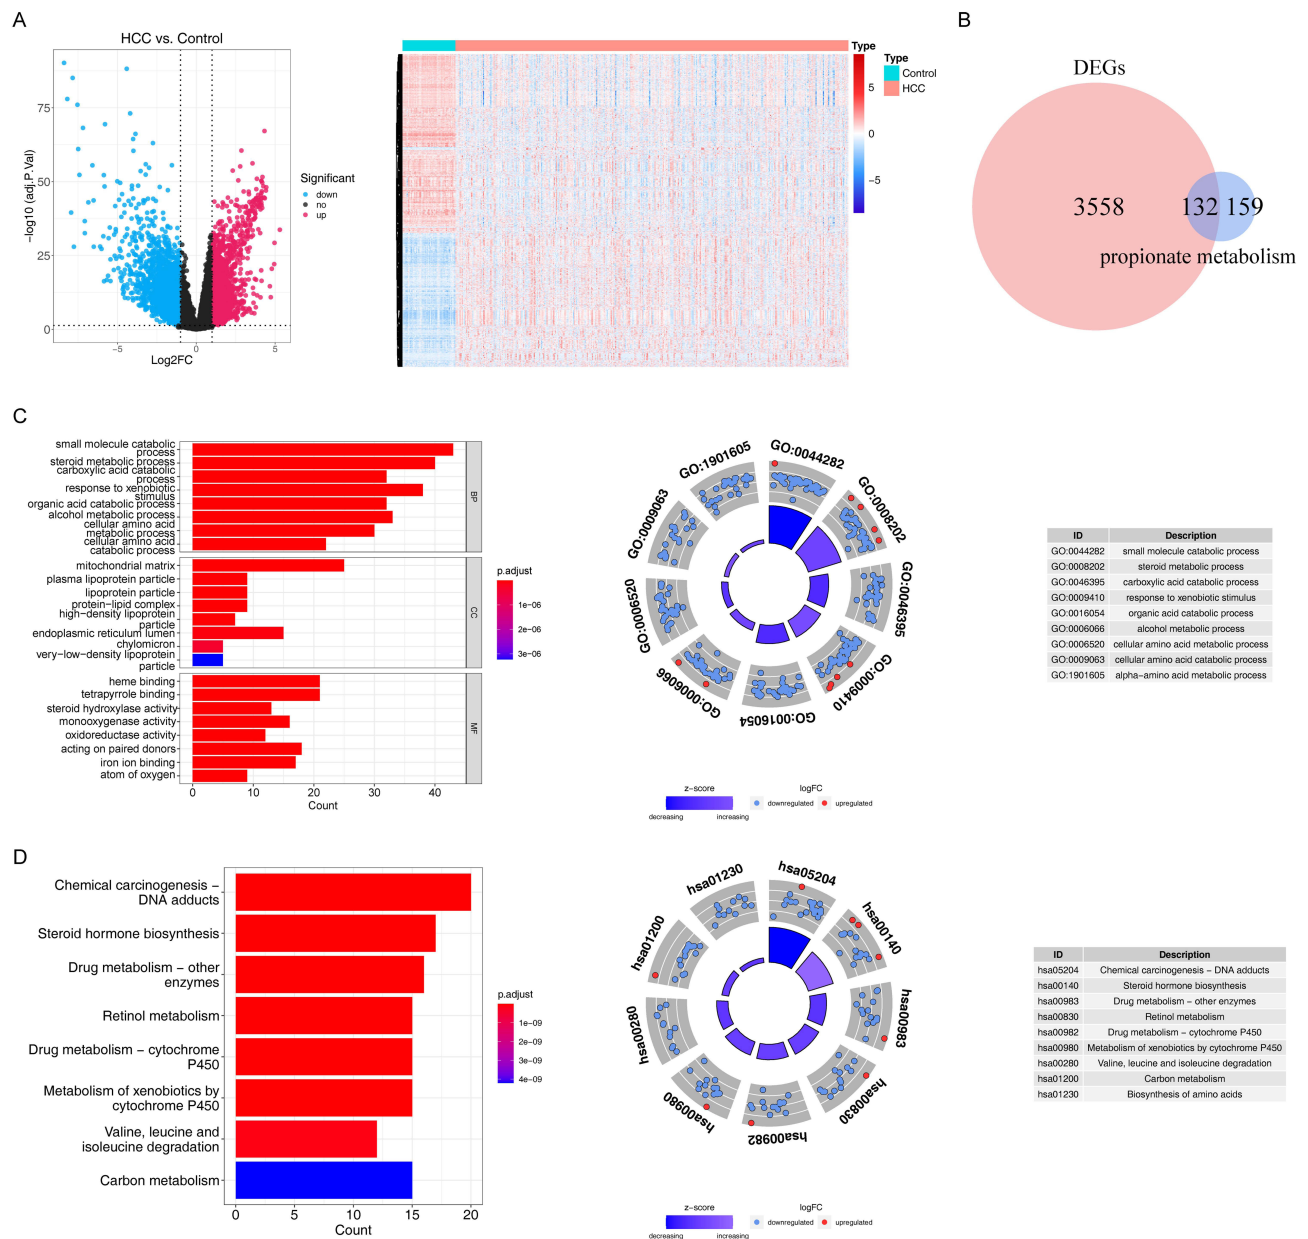 A
HCC vs. Control
−log10 (adj.P.Val)
75
50
25
0
−5
0
5
Log2FC
Significant
down
no
up
Type
5
0
−5
Type
Control
HCC
B
DEGs
3558
132
159
propionate metabolism
C
small molecule catabolic
process
steroid metabolic process
carboxylic acid catabolic
process
response to xenobiotic
stimulus
organic acid catabolic process
alcohol metabolic process
cellular amino acid
metabolic process
cellular amino acid
catabolic process
BP
mitochondrial matrix
plasma lipoprotein particle
lipoprotein particle
protein−lipid complex
high−density lipoprotein
particle
endoplasmic reticulum lumen
chylomicron
very−low−density lipoprotein
particle
CC
heme binding
tetrapyrrole binding
steroid hydroxylase activity
monooxygenase activity
oxidoreductase activity
acting on paired donors
iron ion binding
atom of oxygen
MF
0
10
20
30
40
Count
p.adjust
1e−06
2e−06
3e−06
GO:0044282
GO:0008202
GO:0046395
GO:0009410
GO:0016054
GO:0006066
GO:0006520
GO:0009063
GO:1901605
z−score
decreasing
increasing
logFC
downregulated
upregulated
ID Description
GO:0044282 small molecule catabolic process
GO:0008202 steroid metabolic process
GO:0046395 carboxylic acid catabolic process
GO:0009410 response to xenobiotic stimulus
GO:0016054 organic acid catabolic process
GO:0006066 alcohol metabolic process
GO:0006520 cellular amino acid metabolic process
GO:0009063 cellular amino acid catabolic process
GO:1901605 alpha−amino acid metabolic process
D
Chemical carcinogenesis −
DNA adducts
Steroid hormone biosynthesis
Drug metabolism − other
enzymes
Retinol metabolism
Drug metabolism − cytochrome
P450
Metabolism of xenobiotics by
cytochrome P450
Valine, leucine and
isoleucine degradation
Carbon metabolism
0
5
10
15
20
Count
p.adjust
1e−09
2e−09
3e−09
4e−09
hsa05204
hsa00140
hsa00983
hsa00830
hsa00982
hsa00980
hsa00280
hsa01200
hsa01230
z−score
decreasing
increasing
logFC
downregulated
upregulated
ID Description
hsa05204 Chemical carcinogenesis − DNA adducts
hsa00140 Steroid hormone biosynthesis
hsa00983 Drug metabolism − other enzymes
hsa00830 Retinol metabolism
hsa00982 Drug metabolism − cytochrome P450
hsa00980 Metabolism of xenobiotics by cytochrome P450
hsa00280 Valine, leucine and isoleucine degradation
hsa01200 Carbon metabolism
hsa01230 Biosynthesis of amino acids